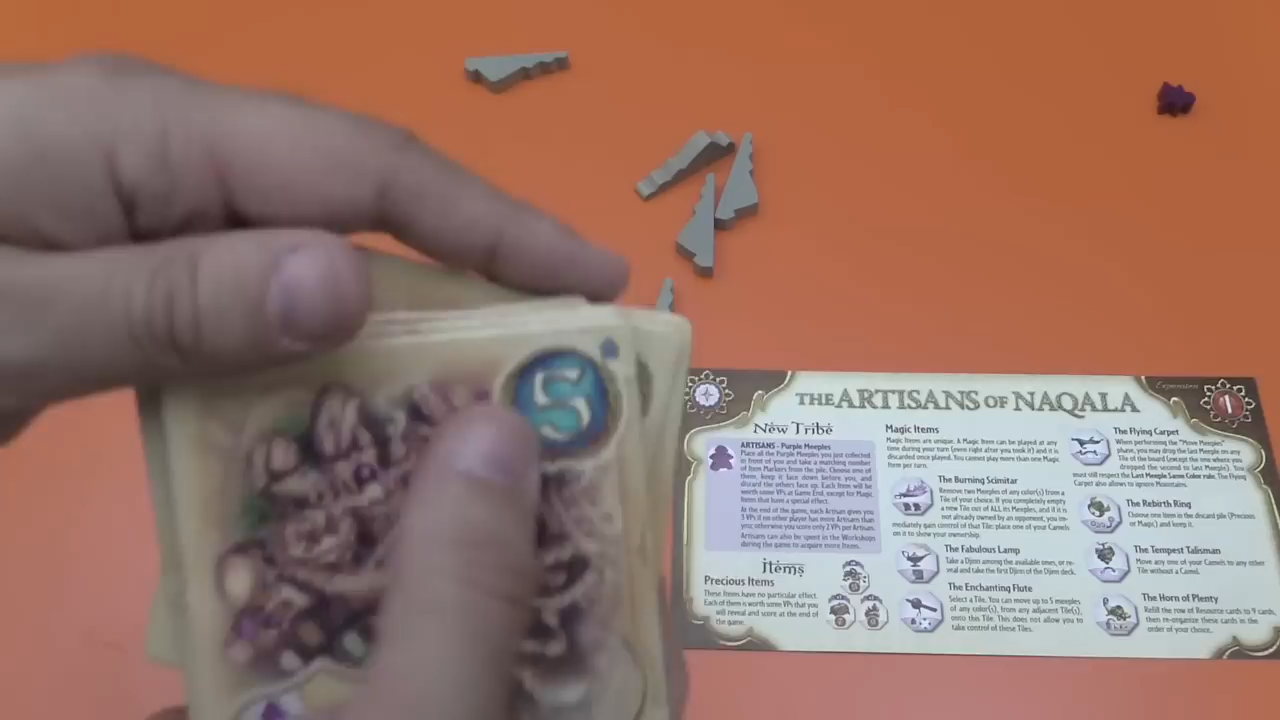 5
Expansion
THE ARTISANS OF NAQALA
1
New Tribe
ARTISANS - Purple Meeples
Place all the Purple Meeples you just collected
in front of you and take a matching number
of Item Markers from the pile. Choose one of
them, keep it face down before you, and
discard the others face up. Each Item will be
worth some VPs at Game End, except for Magic
Items that have a special effect.
At the end of the game, each Artisan gives you
3 VPs if no other player has more Artisans than
you; otherwise you score only 2 VPs per Artisan.
Artisans can also be spent in the Workshops
during the game to acquire more Items.
Items
Precious Items
These Items have no particular effect.
Each of them is worth some VPs that you
will reveal and score at the end of
the game.
Magic Items
Magic Items are unique. A Magic Item can be played at any
time during your turn (even right after you took it) and it is
discarded once played. You cannot play more than one Magic
Item per turn.
The Burning Scimitar
Remove two Meeples of any color(s) from a
Tile of your choice. If you completely empty
a new Tile out of ALL its Meeples, and if it is
not already owned by an opponent, you im-
mediately gain control of that Tile: place one of your Camels
on it to show your ownership.
The Fabulous Lamp
Take a Djinn among the available ones, or re-
veal and take the first Djinn of the Djinn deck.
The Enchanting Flute
Select a Tile. You can move up to 5 meeples
of any color(s), from any adjacent Tile(s),
onto this Tile. This does not allow you to
take control of these Tiles.
The Flying Carpet
When performing the "Move Meeples"
phase, you may drop the last Meeple on any
Tile of the board (except the one where you
dropped the second to last Meeple). You
must still respect the Last Meeple Same Color rule. The Flying
Carpet also allows to ignore Mountains.
The Rebirth Ring
Choose one Item in the discard pile (Precious
or Magic) and keep it.
The Tempest Talisman
Move any one of your Camels to any other
Tile without a Camel.
The Horn of Plenty
Refill the row of Resource cards to 9 cards,
then re-organize these cards in the
order of your choice.